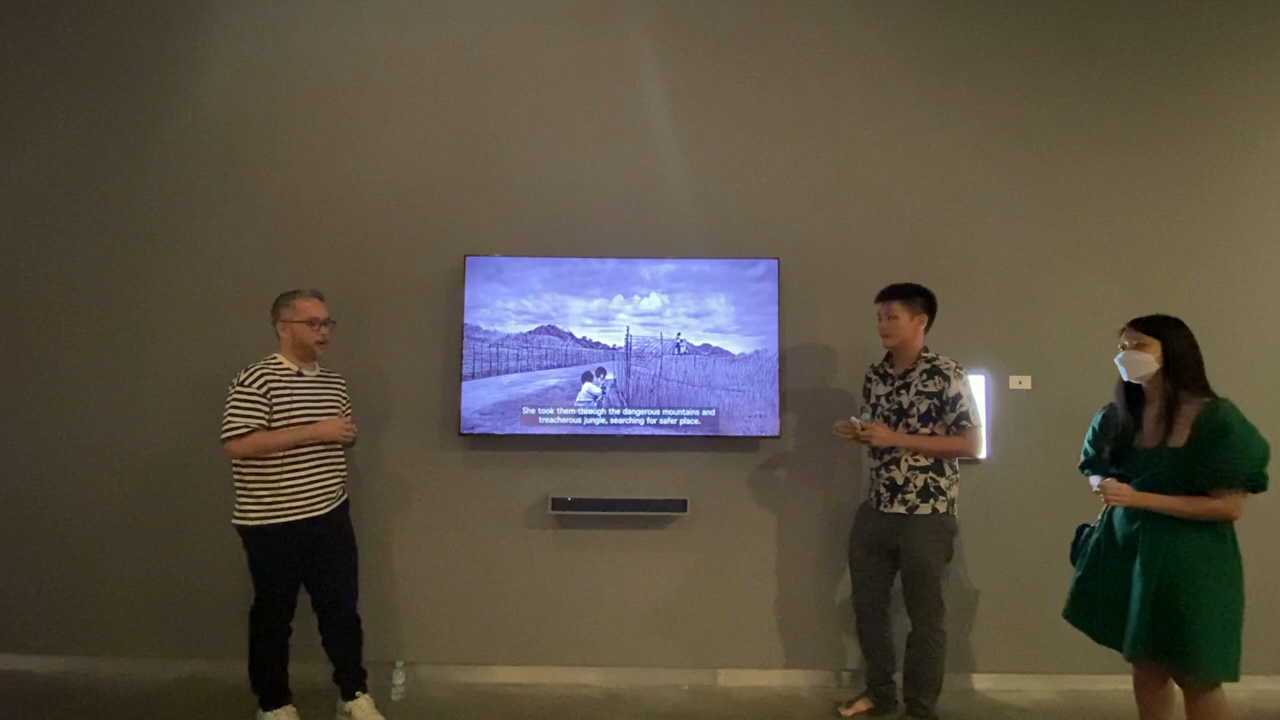 She took them through the dangerous mountains and
treacherous jungle, searching for safer place.